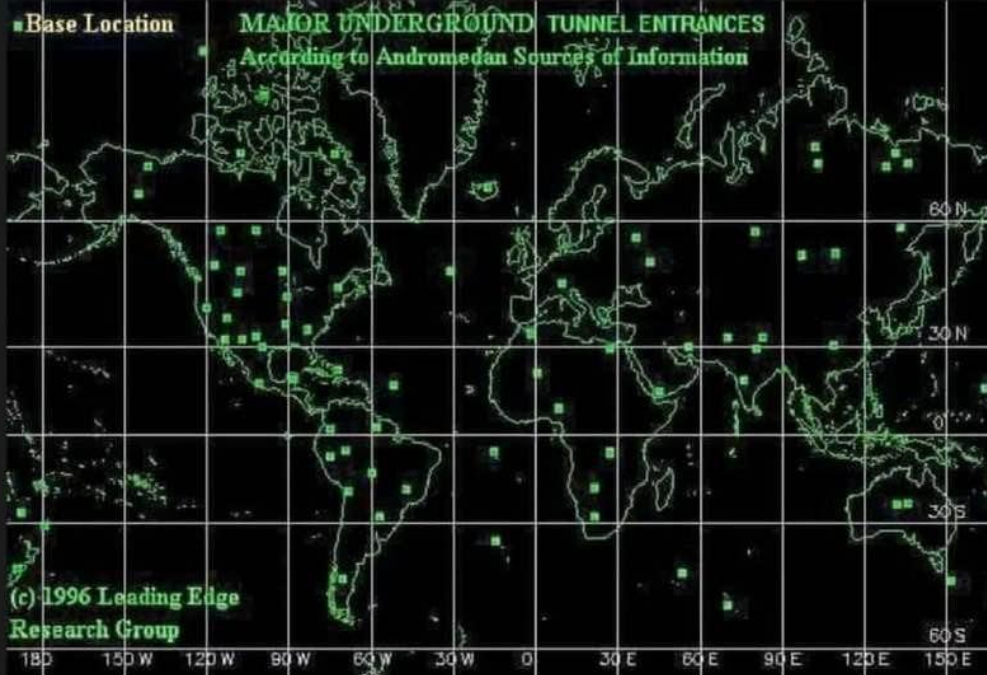 Base Location
MAJOR UNDERGROUND TUNNEL ENTRANCES
According to Andromedan Sources of Information
60 N
30 N
0
30 S
(c) 1996 Leading Edge
Research Group
60 S
180 150 W 120 W 90 W 60 W 30 W 0 30 E 60 E 90 E 120 E 150 E